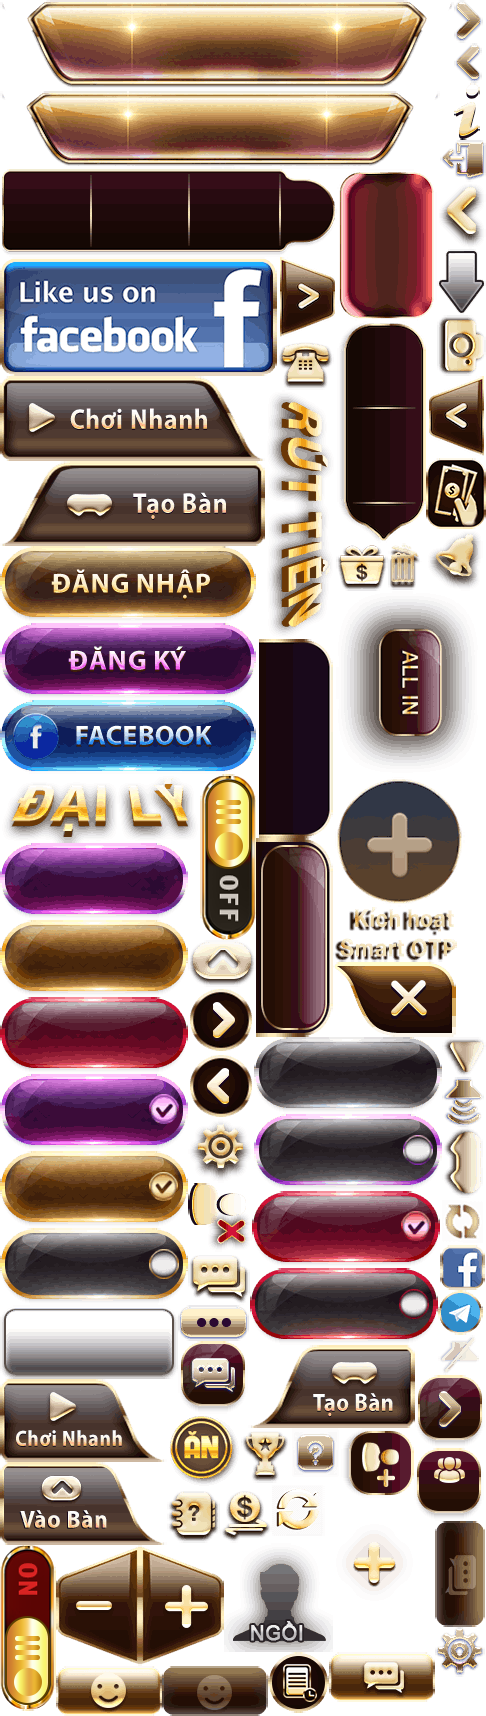 Like us on
facebook
Chơi Nhanh
RÚT TIỀN
Tạo Bàn
ĐĂNG NHẬP
ĐĂNG KÝ
ALL IN
FACEBOOK
ĐẠI LÝ
OFF
Kích hoạt
Smart OTP
Tạo Bàn
Chơi Nhanh
ĂN
Vào Bàn
ON
NGỒI